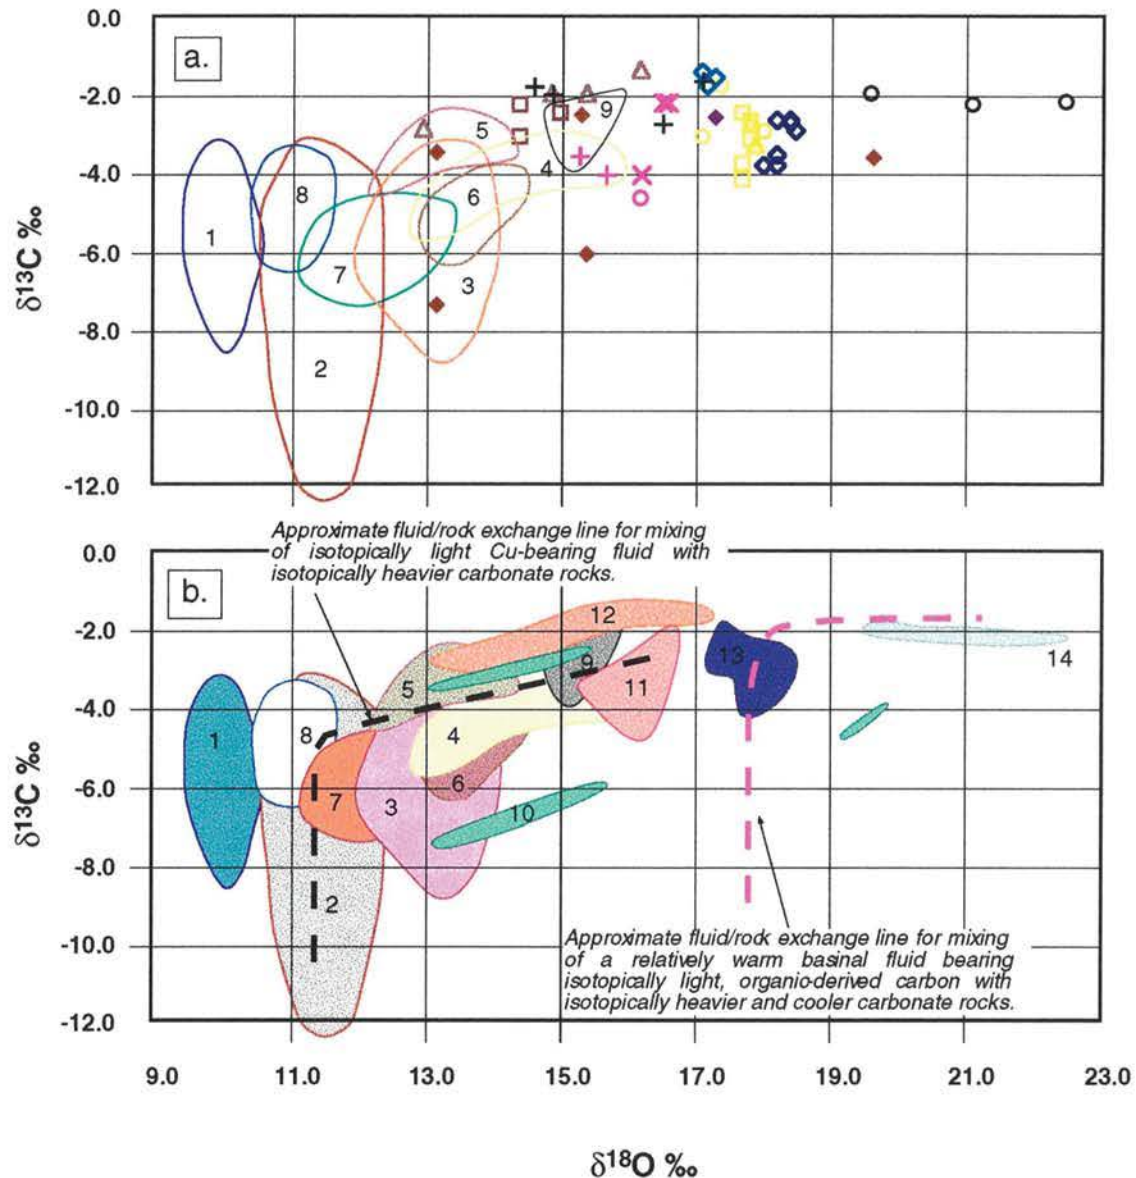 0.0
a.
-2.0
9
5
4
-4.0
8
6
1
-6.0
7
3
-8.0
2
-10.0
-12.0
δ13C ‰
Approximate fluid/rock exchange line for mixing
of isotopically light Cu-bearing fluid with
isotopically heavier carbonate rocks.
0.0
b.
12
-2.0
9
13
14
5
11
-4.0
1
8
4
6
-6.0
7
3
10
-8.0
2
-10.0
Approximate fluid/rock exchange line for mixing
of a relatively warm basinal fluid bearing
isotopically light, organic-derived carbon with
isotopically heavier and cooler carbonate rocks.
-12.0
δ13C ‰
9.0 11.0 13.0 15.0 17.0 19.0 21.0 23.0
δ18O ‰